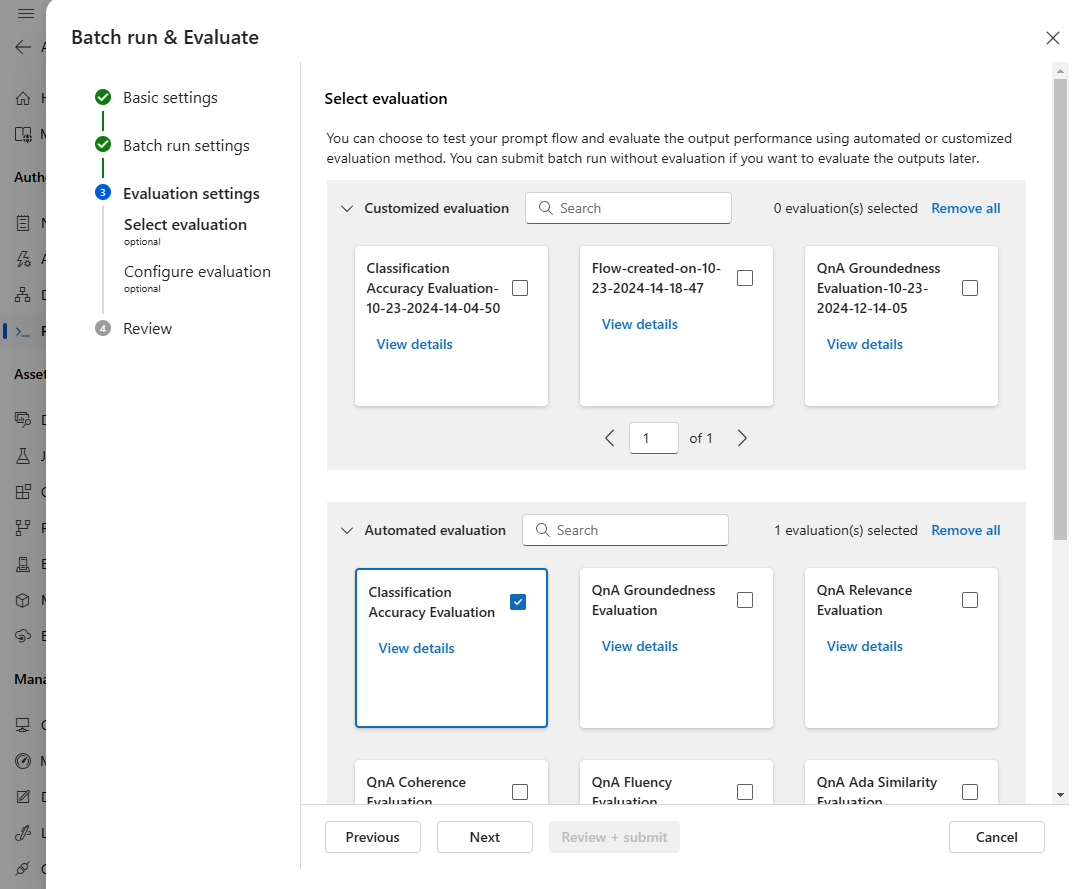 Batch run & Evaluate
Basic settings
Batch run settings
3 Evaluation settings
Select evaluation
optional
Configure evaluation
optional
4 Review
Select evaluation
You can choose to test your prompt flow and evaluate the output performance using automated or customized
evaluation method. You can submit batch run without evaluation if you want to evaluate the outputs later.
Customized evaluation Search 0 evaluation(s) selected Remove all
Classification
Accuracy Evaluation-
10-23-2024-14-04-50
View details
Flow-created-on-10-
23-2024-14-18-47
View details
QnA Groundedness
Evaluation-10-23-
2024-12-14-05
View details
1 of 1
Automated evaluation Search 1 evaluation(s) selected Remove all
Classification
Accuracy Evaluation
View details
QnA Groundedness
Evaluation
View details
QnA Relevance
Evaluation
View details
QnA Coherence
Evaluation
QnA Fluency
Evaluation
QnA Ada Similarity
Evaluation
Previous Next Review + submit Cancel